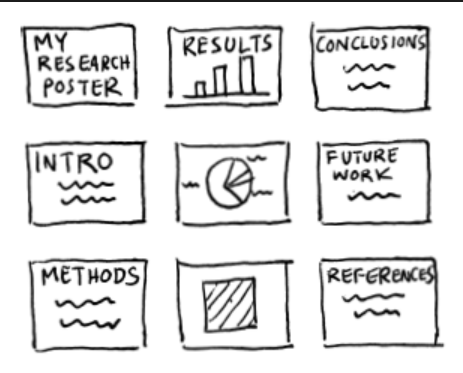 MY
RESEARCH
POSTER
INTRO
METHODS
RESULTS
CONCLUSIONS
FUTURE
WORK
REFERENCES